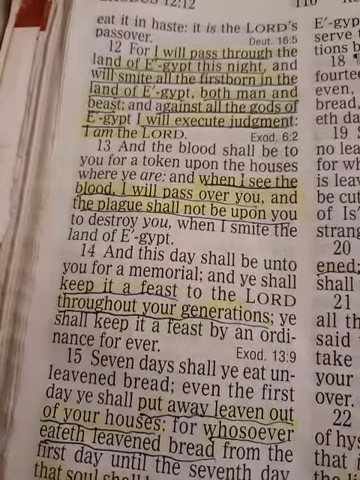 EXODUS 12:12
110
eat it in haste: it is the LORD's
passover.
Deut. 16:5
12 For I will pass through the
land of E'-gypt this night, and
will smite all the firstborn in the
land of E'-gypt, both man and
beast; and against all the gods of
E'-gypt I will execute judgment:
I am the LORD.
Exod. 6:2
13 And the blood shall be to
you for a token upon the houses
where ye are: and when i see the
blood, I will pass over you, and
the plague shall not be upon you
to destroy you, when I smite the
land of E'-gypt.
14 And this day shall be unto
you for a memorial; and ye shall
keep it a feast to the LORD
throughout your generations; ye
shall keep it a feast by an ordi-
nance for ever.
Exod. 13:9
15 Seven days shall ye eat un-
leavened bread; even the first
day ye shall put away leaven out
of your houses: for whosoever
eateth leavened bread from the
first day until the seventh day
that soul shall
E'-gyp
serve
tions b
18 ¶
fourtee
even,
bread,
eth da
19
no lea
for wh
is leav
be cut
of Is
strang
20
ened;
shall
21
all th
said
take
your
over.
22
of hys
that i